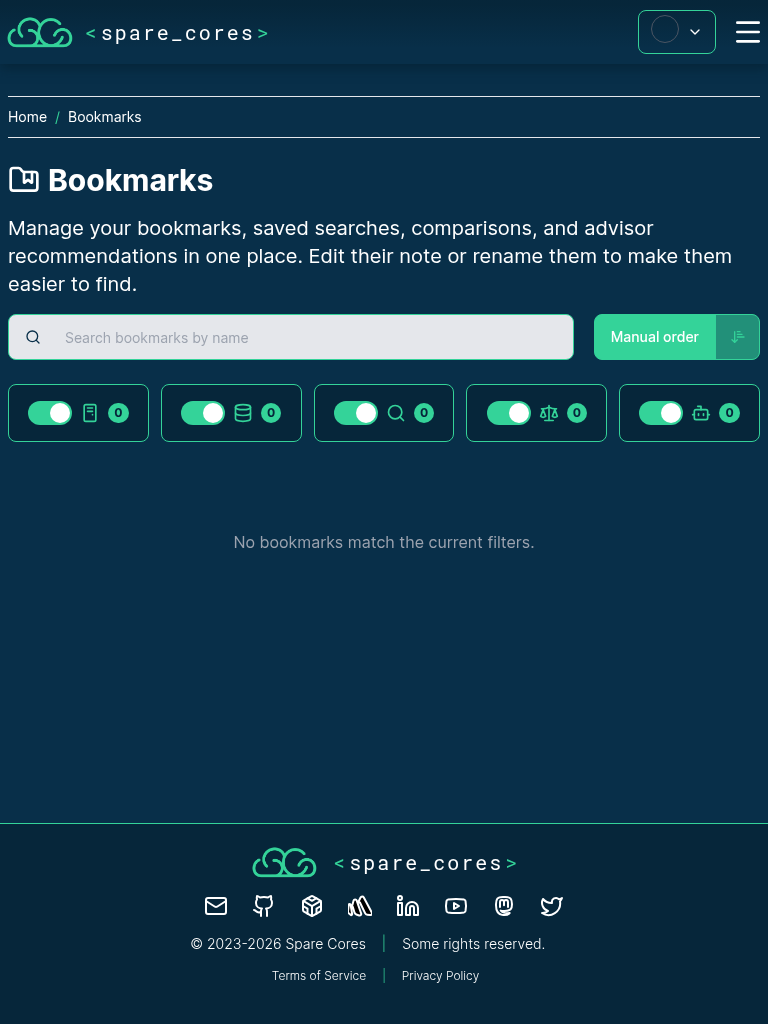 <spare_cores>
Home / Bookmarks
Bookmarks
Manage your bookmarks, saved searches, comparisons, and advisor
recommendations in one place. Edit their note or rename them to make them
easier to find.
Search bookmarks by name
Manual order
0 0 0 0 0
No bookmarks match the current filters.
<spare_cores>
© 2023-2026 Spare Cores | Some rights reserved.
Terms of Service | Privacy Policy